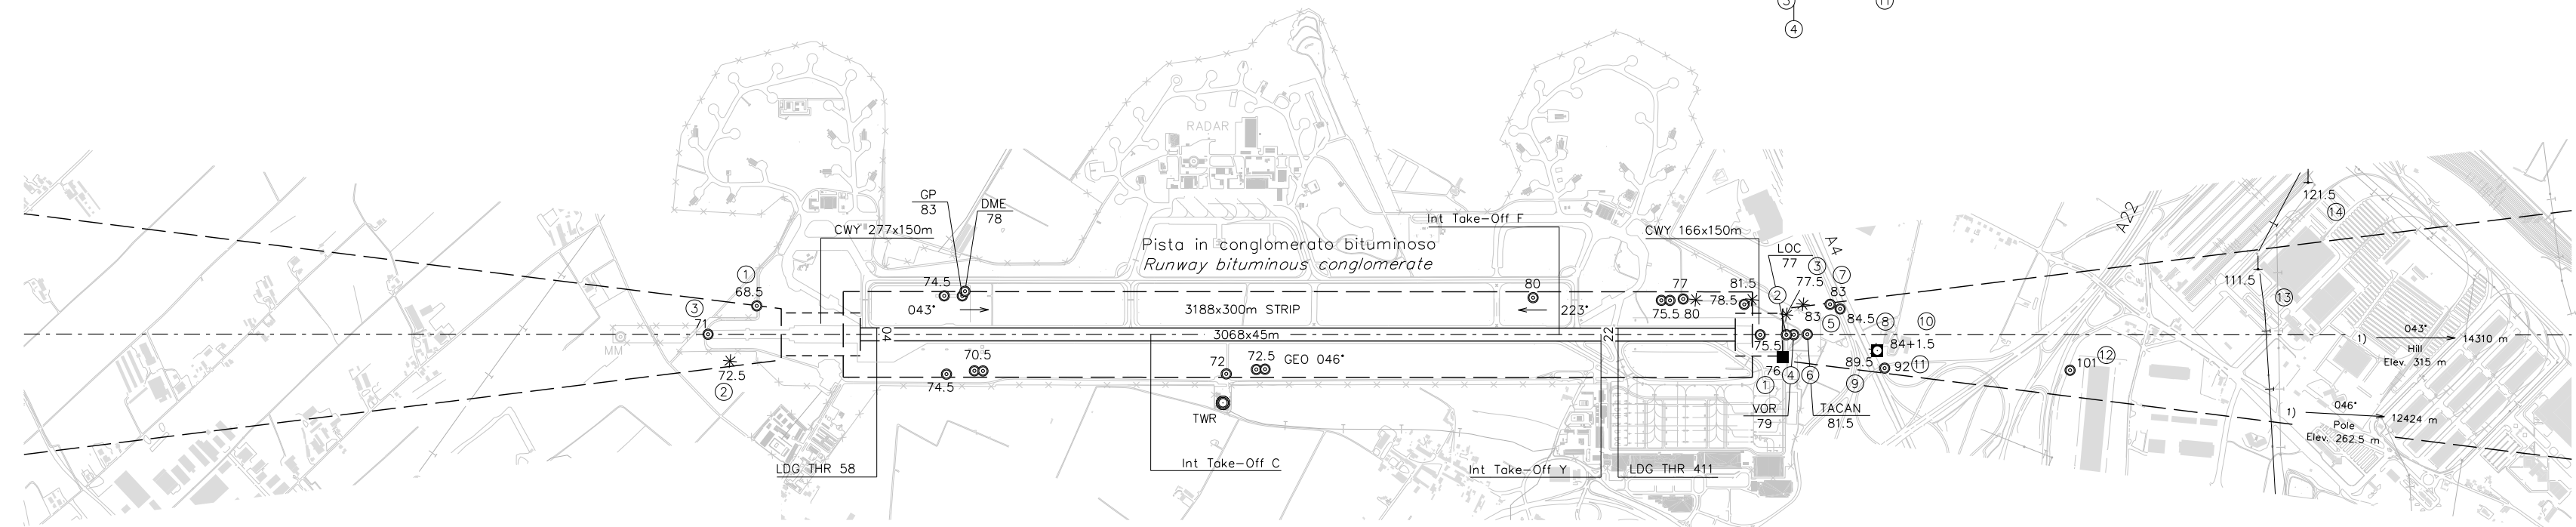 ③
⑪
④
RADAR
121.5
⑭
A22
GP
83
DME
78
Int Take-Off F
CWY 277x150m
Pista in conglomerato bituminoso
Runway bituminous conglomerate
CWY 166x150m
A4
LOC
77
③
77.5
⑦
①
68.5
74.5
80
77
81.5
②
83
111.5
⑬
③
71
043°
3188x300m STRIP
223°
75.5
80
78.5
83
84.5
⑤
⑧
⑩
MM
04
3068x45m
22
75.5
84+1.5
1)
043°
14310 m
Hill
Elev. 315 m
72.5
②
70.5
74.5
72
72.5
GEO 046°
76
①
④
⑥
89.5
⑨
92
⑪
101
⑫
TWR
VOR
79
TACAN
81.5
1)
046°
12424 m
Pole
Elev. 262.5 m
LDG THR 58
Int Take-Off C
Int Take-Off Y
LDG THR 411